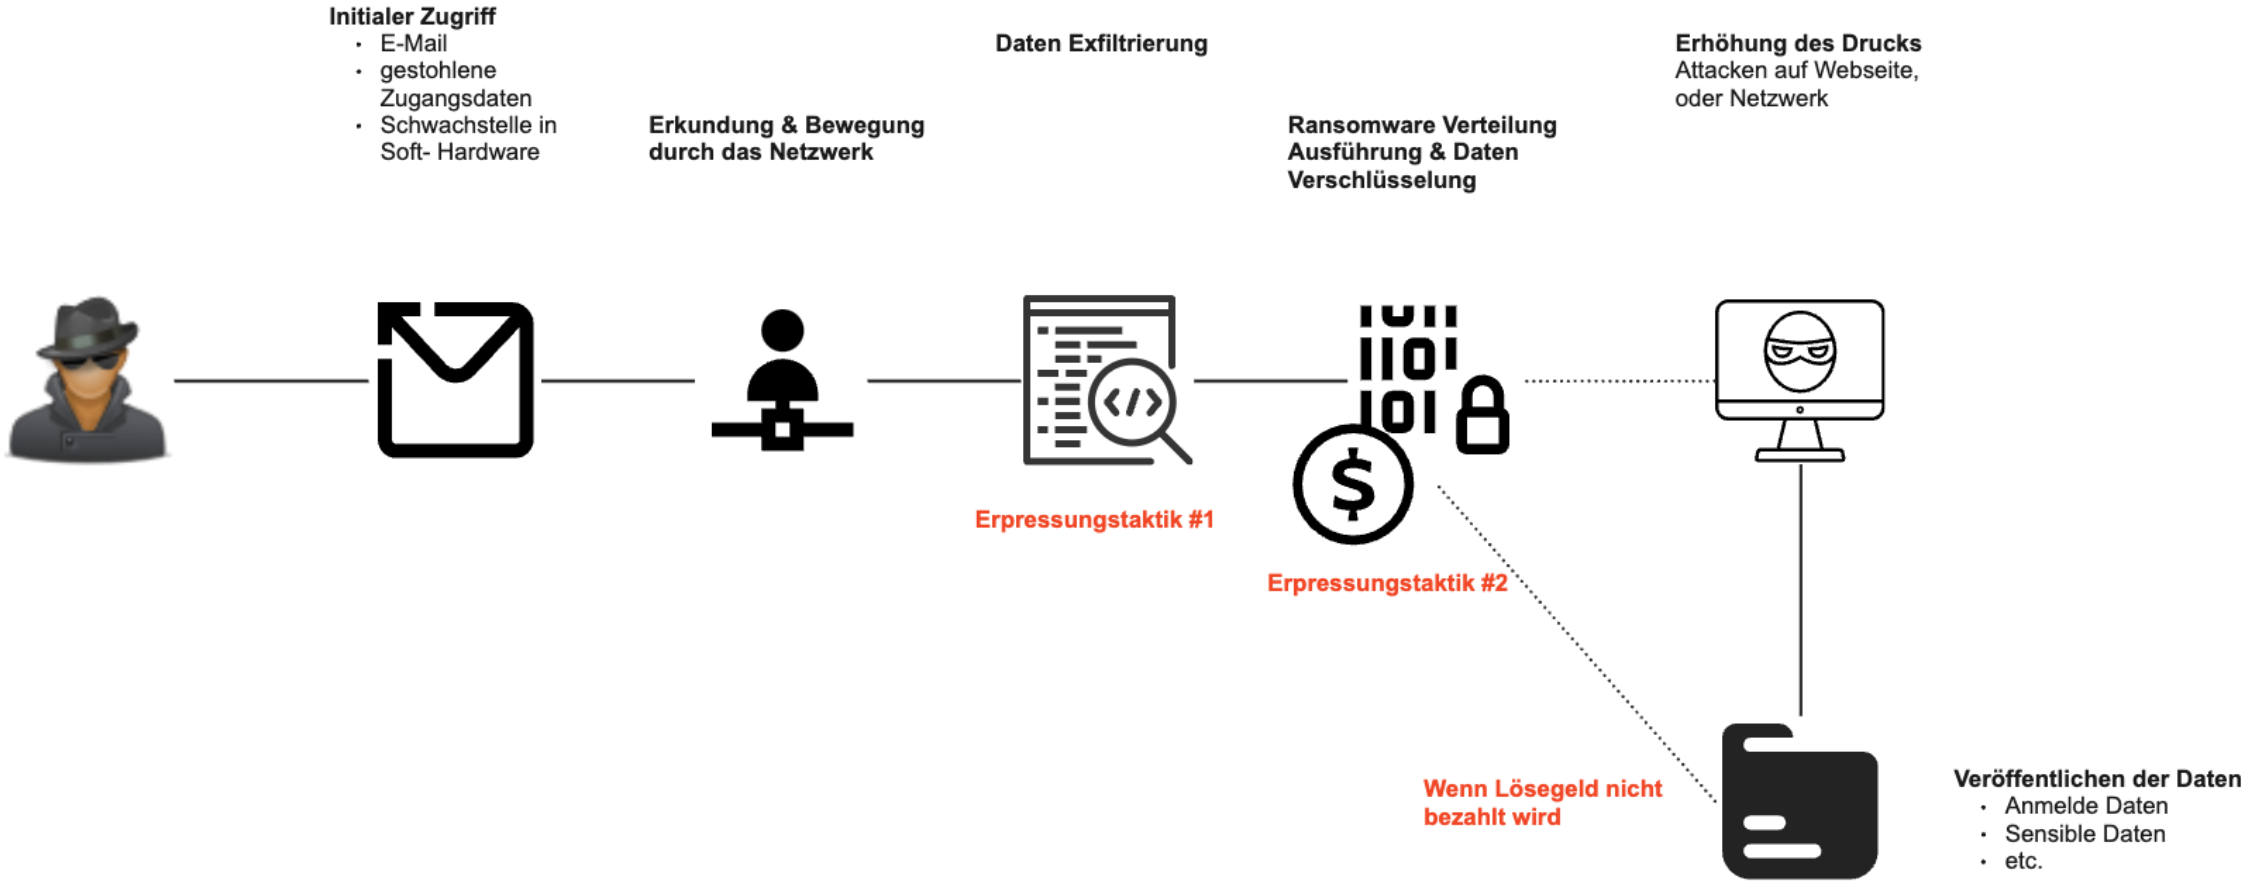 Initialer Zugriff
· E-Mail
· gestohlene
Zugangsdaten
· Schwachstelle in
Soft- Hardware
Erkundung & Bewegung
durch das Netzwerk
Daten Exfiltrierung
Ransomware Verteilung
Ausführung & Daten
Verschlüsselung
Erhöhung des Drucks
Attacken auf Webseite,
oder Netzwerk
Erpressungstaktik #1
$
Erpressungstaktik #2
Wenn Lösegeld nicht
bezahlt wird
Veröffentlichen der Daten
· Anmelde Daten
· Sensible Daten
· etc.